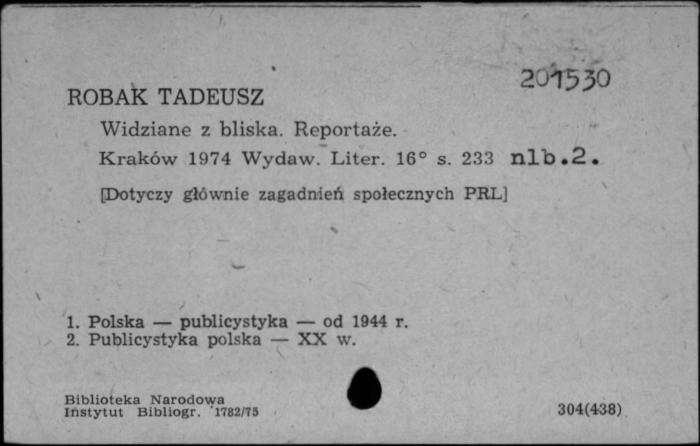 201530
ROBAK TADEUSZ
Widziane z bliska. Reportaże.
Kraków 1974 Wydaw. Liter. 16° s. 233 nlb.2.
[Dotyczy głównie zagadnień społecznych PRL]
1. Polska — publicystyka — od 1944 r.
2. Publicystyka polska — XX w.
Biblioteka Narodowa
Instytut Bibliogr. 1782/75
304(438)